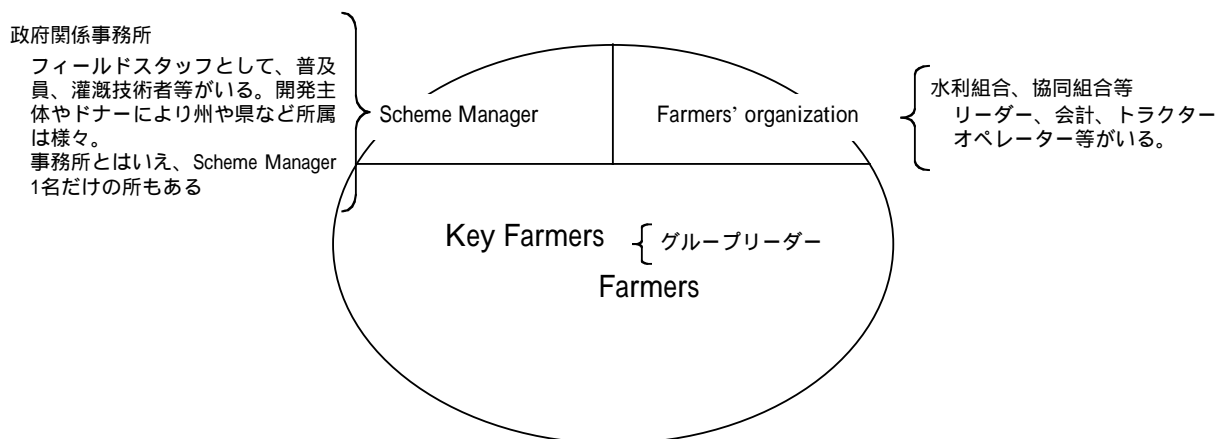 政府関係事務所
フィールドスタッフとして、普及
員、灌漑技術者等がいる。開発主
体やドナーにより州や県など所属
は様々。
事務所とはいえ、Scheme Manager
1名だけの所もある
Scheme Manager
Farmers’ organization
水利組合、協同組合等
リーダー、会計、トラクター
オペレーター等がいる。
Key Farmers
グループリーダー
Farmers